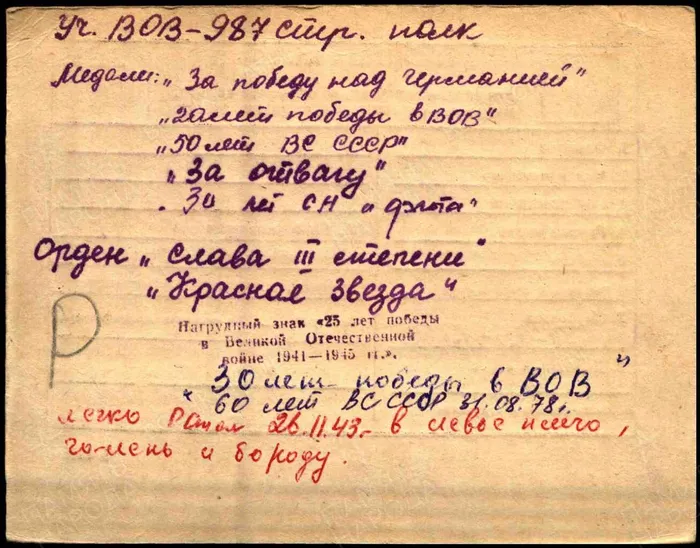 Уч. ВОВ-987 стр. полк
Медали: „За победу над германией"
„20 лет победы в ВОВ"
„50 лет ВС СССР"
„За отвагу"
30 лет СА и флота"
Орден „Слава III степени"
„Красная Звезда"
Р
Нагрудный знак «25 лет победы
в Великой Отечественной
войне 1941—1945 гг.».
„30 лет победы в ВОВ"
60 лет ВС СССР 31.08.78г.
легко ранен 26.11.43г. в левое плечо,
голень и бороду.